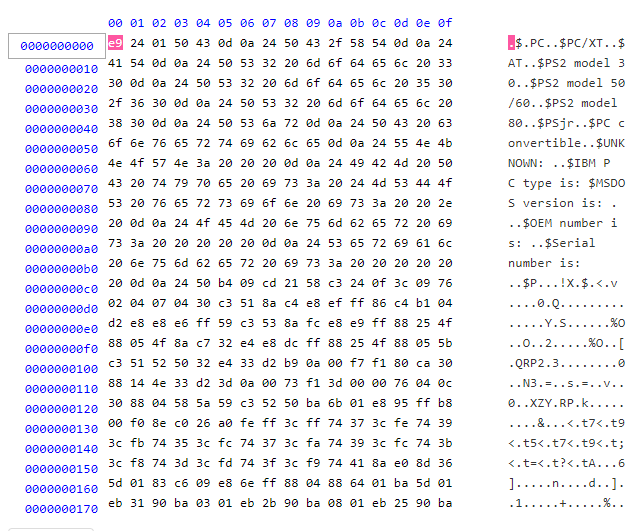 00 01 02 03 04 05 06 07 08 09 0a 0b 0c 0d 0e 0f
0000000000 e9 24 01 50 43 0d 0a 24 50 43 2f 58 54 0d 0a 24 .$.PC..$PC/XT..$
0000000010 41 54 0d 0a 24 50 53 32 20 6d 6f 64 65 6c 20 33 AT..$PS2 model 3
0000000020 30 0d 0a 24 50 53 32 20 6d 6f 64 65 6c 20 35 30 0..$PS2 model 50
0000000030 2f 36 30 0d 0a 24 50 53 32 20 6d 6f 64 65 6c 20 /60..$PS2 model
0000000040 38 30 0d 0a 24 50 53 6a 72 0d 0a 24 50 43 20 63 80..$PSjr..$PC c
0000000050 6f 6e 76 65 72 74 69 62 6c 65 0d 0a 24 55 4e 4b onvertible..$UNK
0000000060 4e 4f 57 4e 3a 20 20 20 0d 0a 24 49 42 4d 20 50 NOWN: ..$IBM P
0000000070 43 20 74 79 70 65 20 69 73 3a 20 24 4d 53 44 4f C type is: $MSDO
0000000080 53 20 76 65 72 73 69 6f 6e 20 69 73 3a 20 20 2e S version is: .
0000000090 20 0d 0a 24 4f 45 4d 20 6e 75 6d 62 65 72 20 69 ..$OEM number i
00000000a0 73 3a 20 20 20 20 20 0d 0a 24 53 65 72 69 61 6c s: ..$Serial
00000000b0 20 6e 75 6d 62 65 72 20 69 73 3a 20 20 20 20 20 number is:
00000000c0 20 20 0d 0a 24 50 b4 09 cd 21 58 c3 24 0f 3c 09 76 ..$P...!X.$.<.v
00000000d0 02 04 07 04 30 c3 51 8a c4 e8 ef ff 86 c4 b1 04 ....0.Q.........
00000000e0 d2 e8 e8 e6 ff 59 c3 53 8a fc e8 e9 ff 88 25 4f .....Y.S......%O
00000000f0 88 05 4f 8a c7 32 e4 e8 dc ff 88 25 4f 88 05 5b ..O..2.....%O..[
0000000100 c3 51 52 50 32 e4 33 d2 b9 0a 00 f7 f1 80 ca 30 .QRP2.3........0
0000000110 88 14 4e 33 d2 3d 0a 00 73 f1 3d 00 00 76 04 0c ..N3.=..s.=..v..
0000000120 30 88 04 58 5a 59 c3 52 50 ba 6b 01 e8 95 ff b8 0..XZY.RP.k.....
0000000130 00 f0 8e c0 26 a0 fe ff 3c ff 74 37 3c fe 74 39 ....&...<.t7<.t9
0000000140 3c fb 74 35 3c fc 74 37 3c fa 74 39 3c fc 74 3b <.t5<.t7<.t9<.t;
0000000150 3c f8 74 3d 3c fd 74 3f 3c f9 74 41 8a e0 8d 36 <.t=<.t?<.tA...6
0000000160 5d 01 83 c6 09 e8 6e ff 88 04 88 64 01 ba 5d 01 ].....n....d..].
0000000170 eb 31 90 ba 03 01 eb 2b 90 ba 08 01 eb 25 90 ba .1.....+.....%..